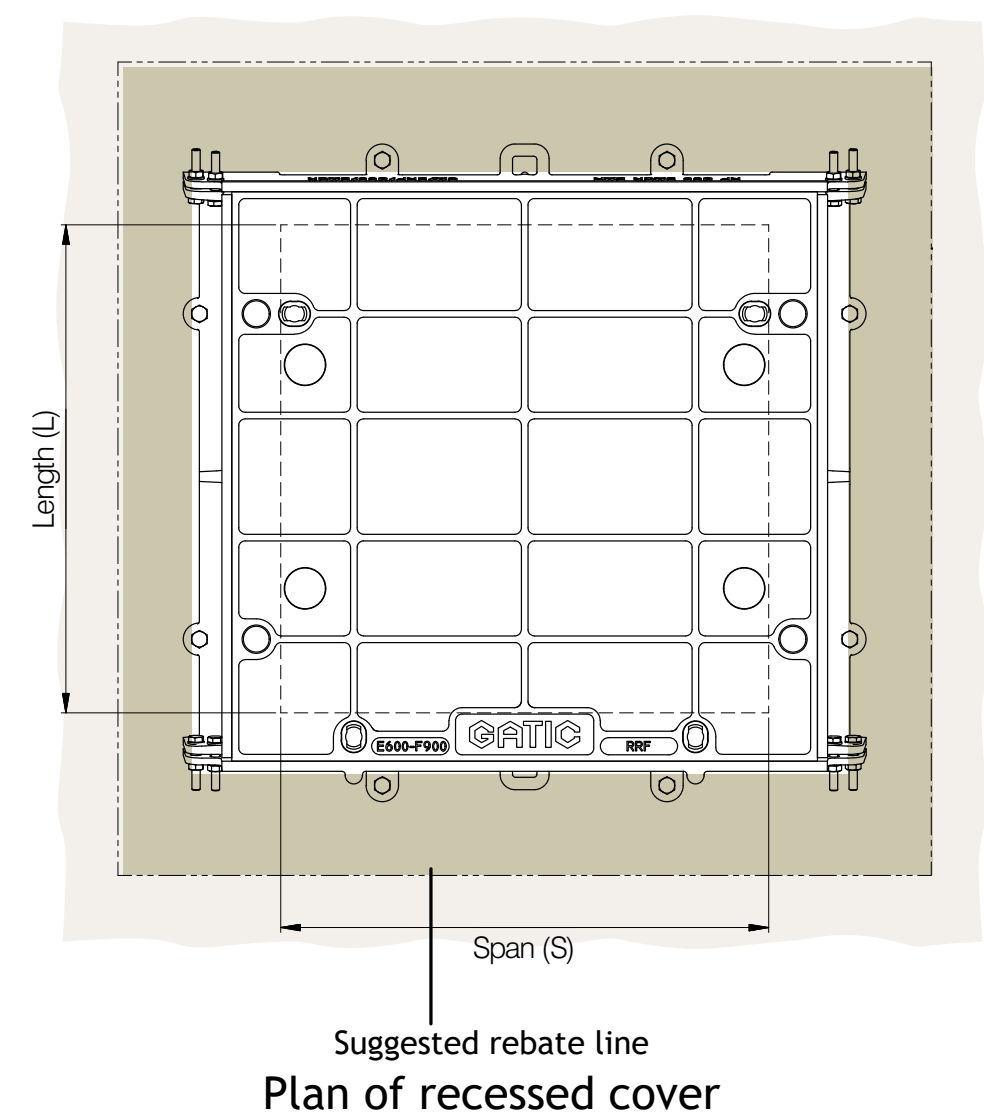 Length (L)
E600-F900
GATIC
RRF
Span (S)
Suggested rebate line
Plan of recessed cover